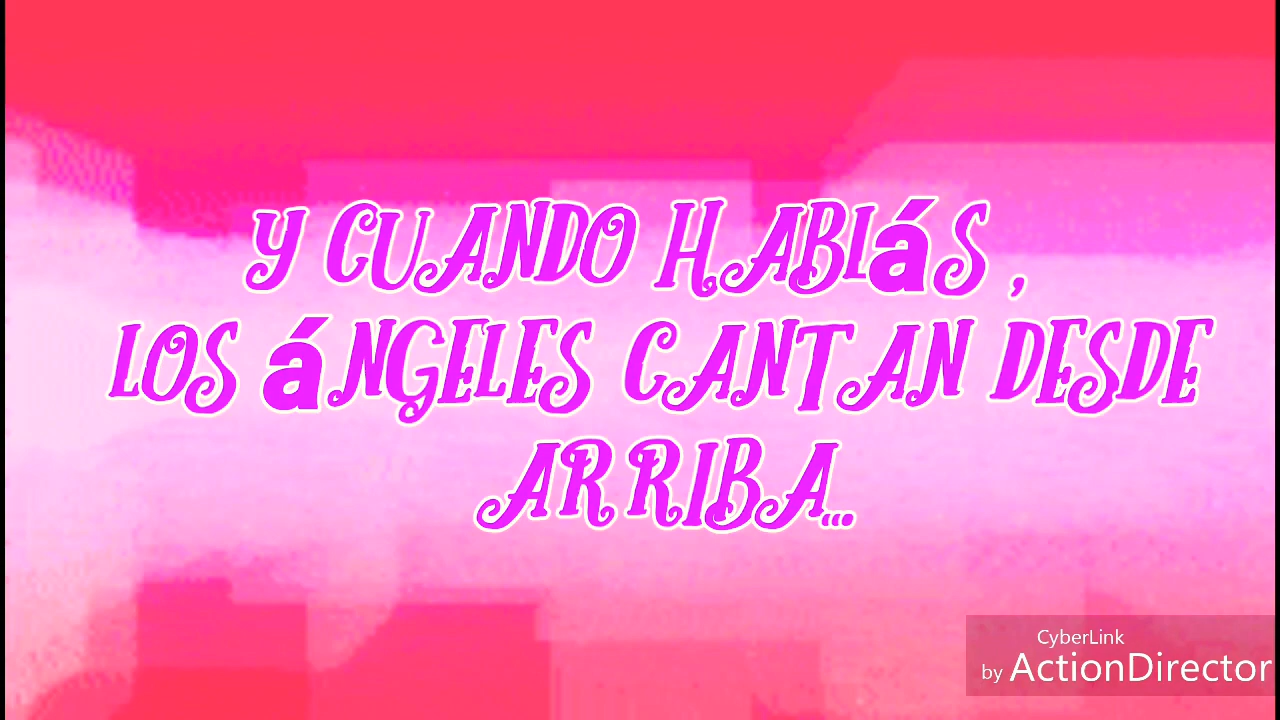 Y CUANDO HABLáS,
LOS áNGELES CANTAN DESDE
ARRIBA...
CyberLink
by ActionDirector